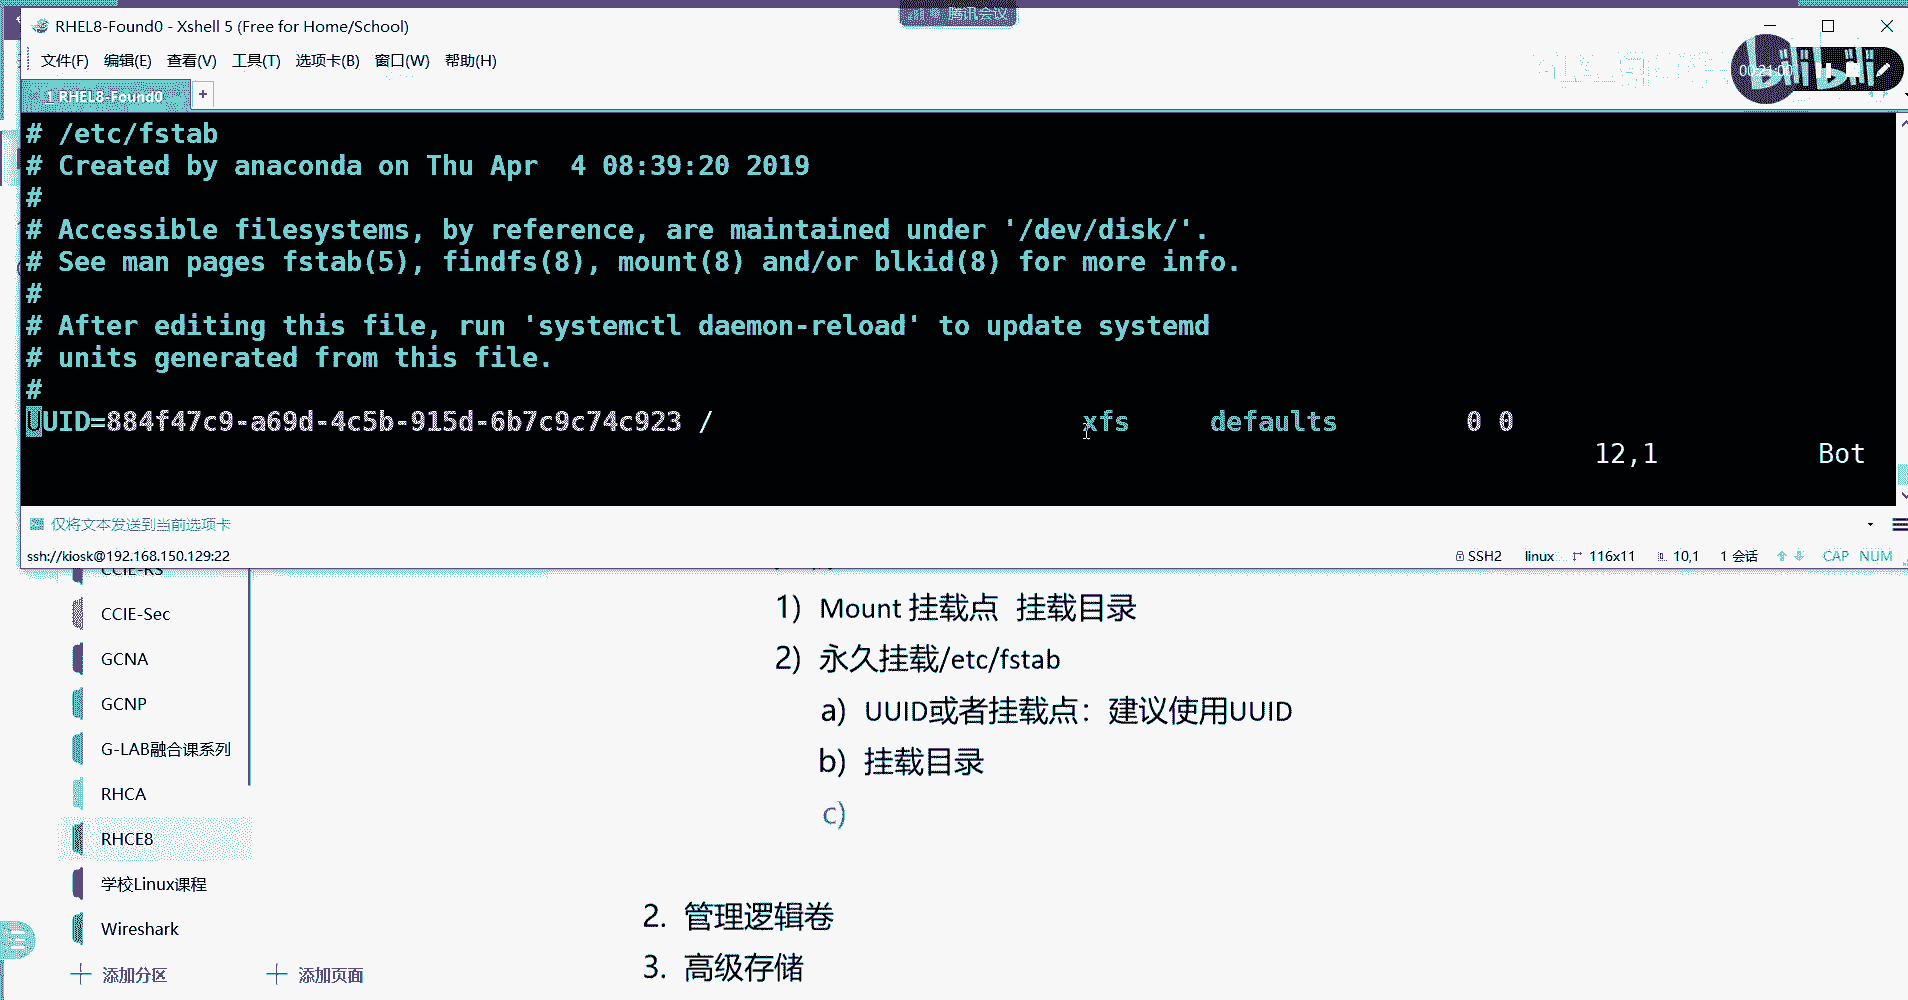 腾讯会议
RHEL8-Found0 - Xshell 5 (Free for Home/School)
文件(F) 编辑(E) 查看(V) 工具(T) 选项卡(B) 窗口(W) 帮助(H)
00:21:00
bilibili
1 RHEL8-Found0 +
# /etc/fstab
# Created by anaconda on Thu Apr  4 08:39:20 2019
#
# Accessible filesystems, by reference, are maintained under '/dev/disk/'.
# See man pages fstab(5), findfs(8), mount(8) and/or blkid(8) for more info.
#
# After editing this file, run 'systemctl daemon-reload' to update systemd
# units generated from this file.
#
UUID=884f47c9-a69d-4c5b-915d-6b7c9c74c923 / xfs defaults 0 0
12,1 Bot
仅将文本发送到当前选项卡
ssh://kiosk@192.168.150.129:22 SSH2 linux 116x11 10,1 1 会话 CAP NUM
CCIE-RS
CCIE-Sec
GCNA
GCNP
G-LAB融合课系列
RHCA
RHCE8
学校Linux课程
Wireshark
添加分区 添加页面
1) Mount 挂载点 挂载目录
2) 永久挂载/etc/fstab
a) UUID或者挂载点：建议使用UUID
b) 挂载目录
c)
2. 管理逻辑卷
3. 高级存储